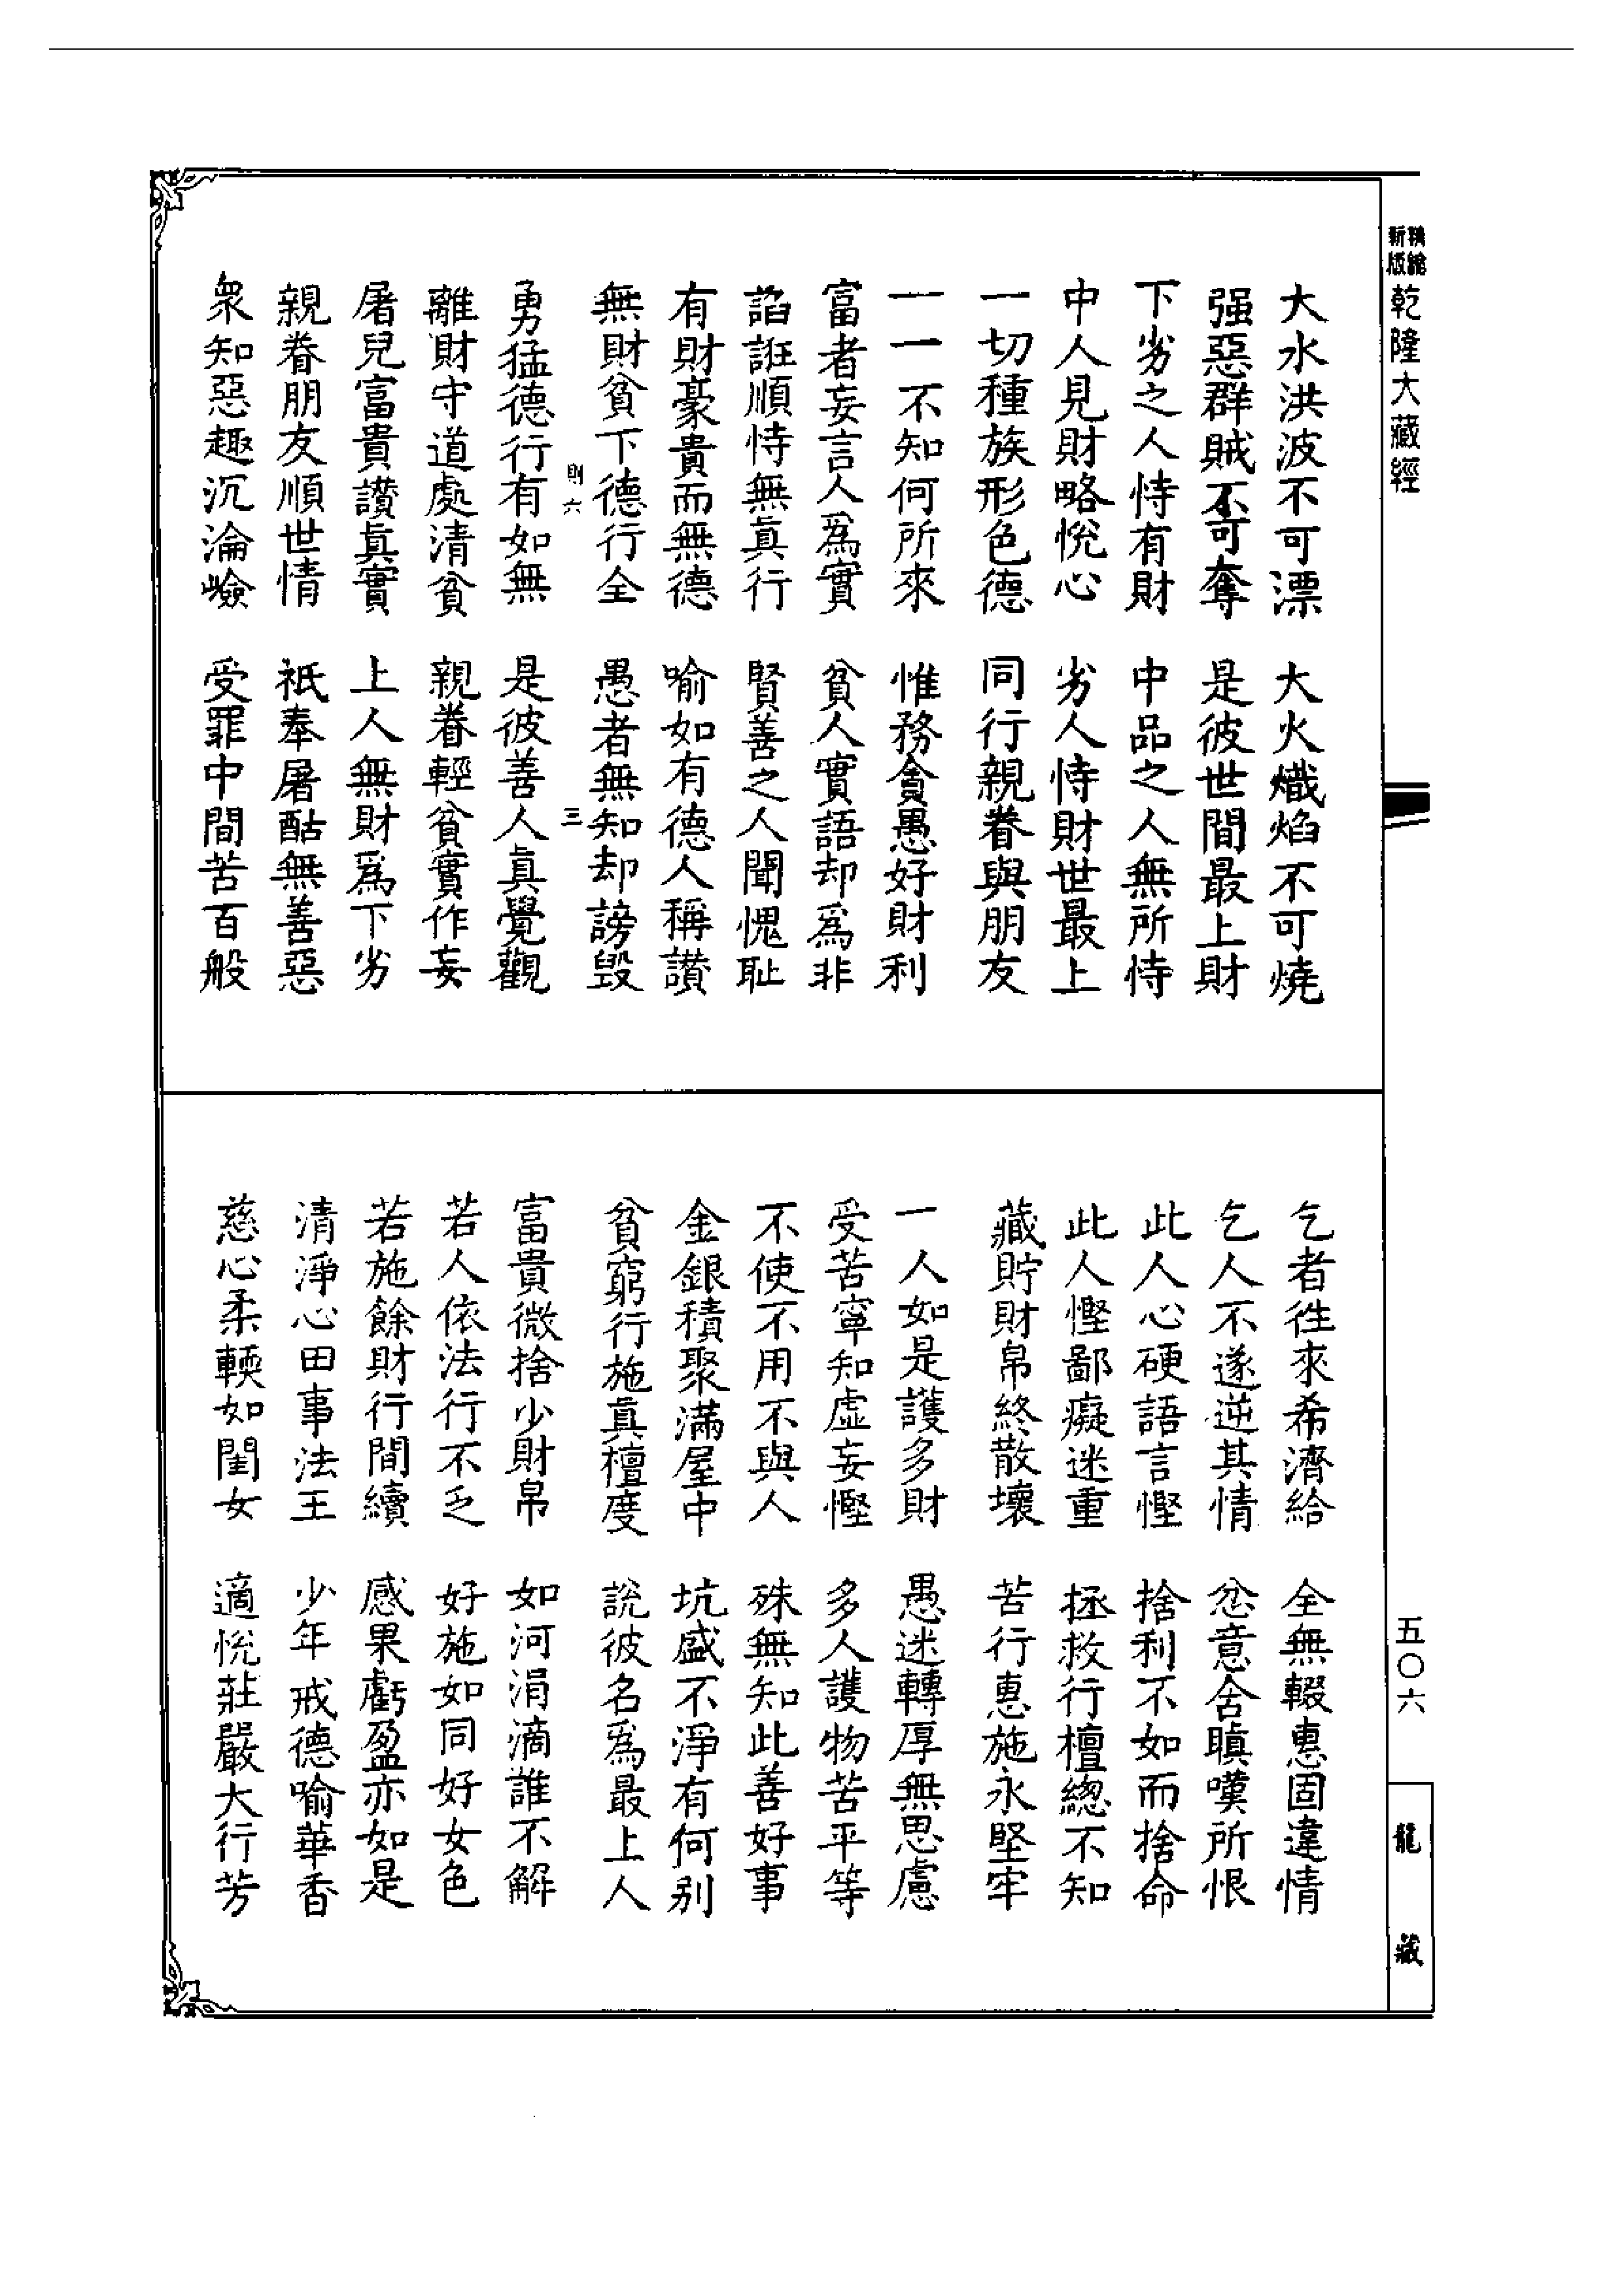 精縮新版
乾隆大藏經
大水洪波不可漂　大火熾焰不可燒
强惡群賊不可奪　是彼世間最上財
下劣之人恃有財　中品之人無所恃
中人見財略悅心　劣人恃財世最上
一切種族形色德　同行親眷與朋友
一一不知何所來　惟務貪愚好財利
富者妄言人爲實　貧人實語却爲非
諂誑順恃無眞行　賢善之人聞愧耻
有財豪貴而無德　喻如有德人稱讃
無財貧下德行全　愚者無知却謗毀
則六　三
勇猛德行有如無　是彼善人眞覺觀
離財守道處清貧　親眷輕貧實作妄
屠兒富貴讃眞實　上人無財爲下劣
親眷朋友順世情　祇奉屠酤無善惡
衆知惡趣沉淪嶮　受罪中間苦百般
乞者徃來希濟給　全無輟惠固違情
乞人不遂逆其情　忿意含瞋嘆所恨
此人心硬語言慳　捨利不如而捨命
此人慳鄙癡迷重　拯救行檀總不知
藏貯財帛終散壞　苦行惠施永堅牢
一人如是護多財　愚迷轉厚無思慮
受苦寧知虛妄慳　多人護物苦平等
不使不用不與人　殊無知此善好事
金銀積聚滿屋中　坑盛不淨有何别
貧窮行施眞檀度　說彼名爲最上人
富貴微捨少財帛　如河涓滴誰不解
若人依法行不乏　好施如同好女色
若施餘財行間續　感果虧盈亦如是
清淨心田事法王　少年戒德喻華香
慈心柔輭如閨女　適悅莊嚴大行芳
五〇六
龍藏